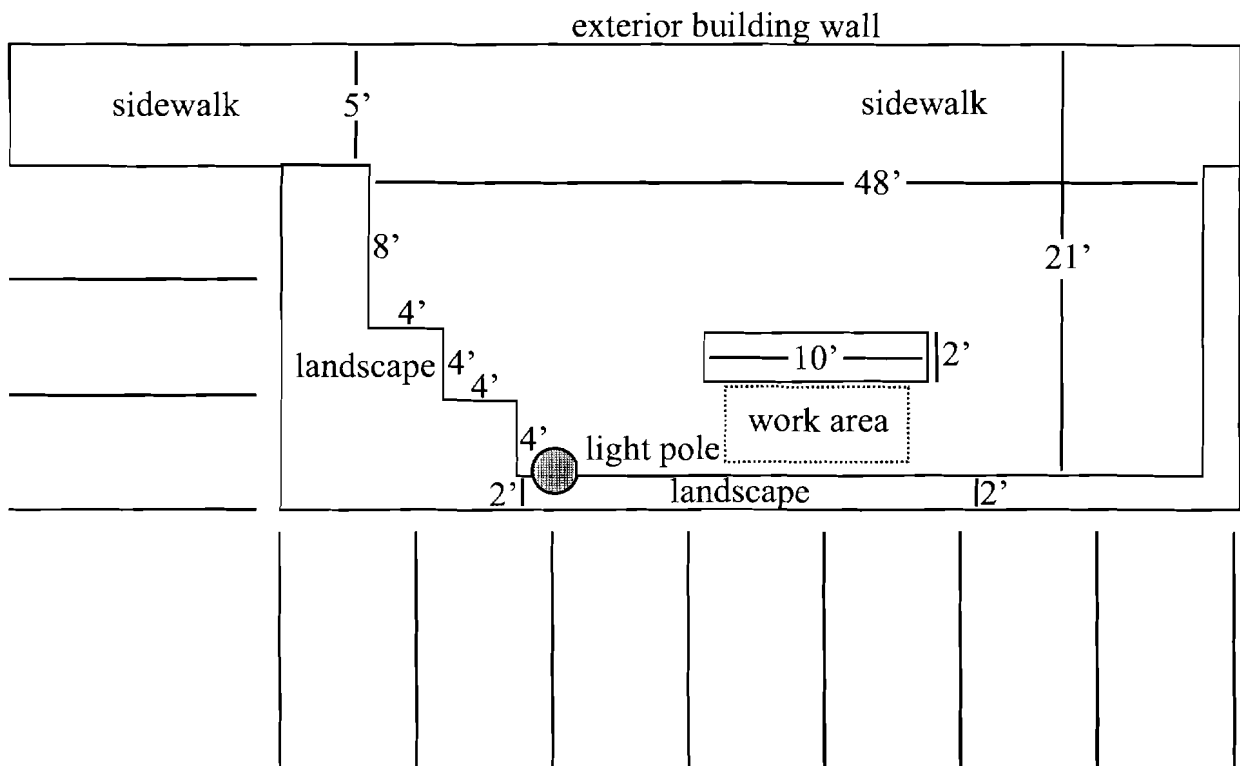 exterior building wall
sidewalk
5’
sidewalk
48’
8’
21’
4’
landscape
4’
4’
10’
2’
work area
4’
light pole
2’
landscape
2’